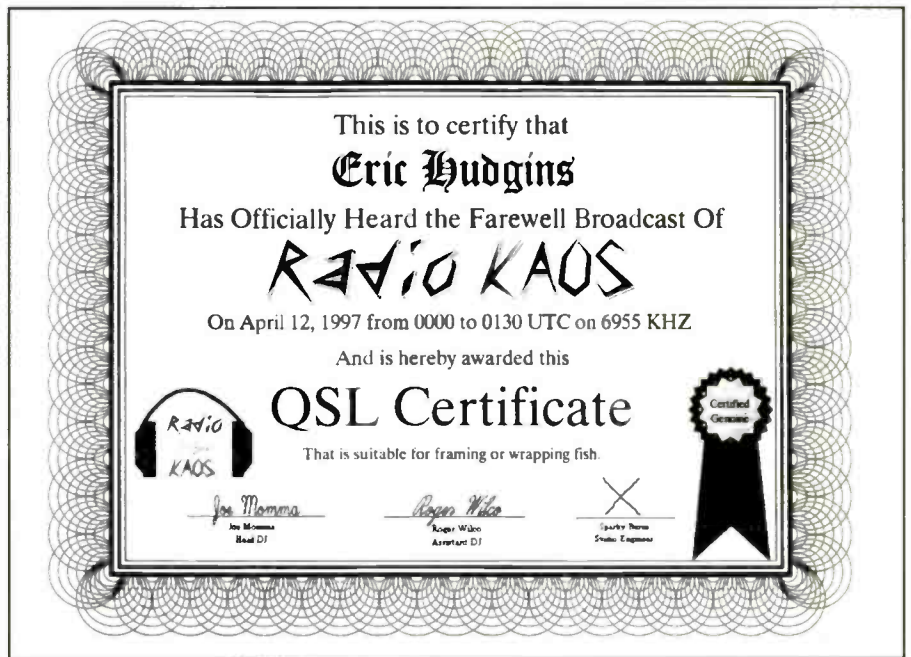 This is to certify that
Eric Hudgins
Has Officially Heard the Farewell Broadcast Of
Radio KAOS
On April 12, 1997 from 0000 to 0130 UTC on 6955 KHZ
And is hereby awarded this
QSL Certificate
That is suitable for framing or wrapping fish.
Radio
KAOS
Certified
Genuine
Joe Momma
Joe Momma
Head DJ
Roger Wilco
Roger Wilco
Assistant DJ
X
Sparky
Studio Engineer